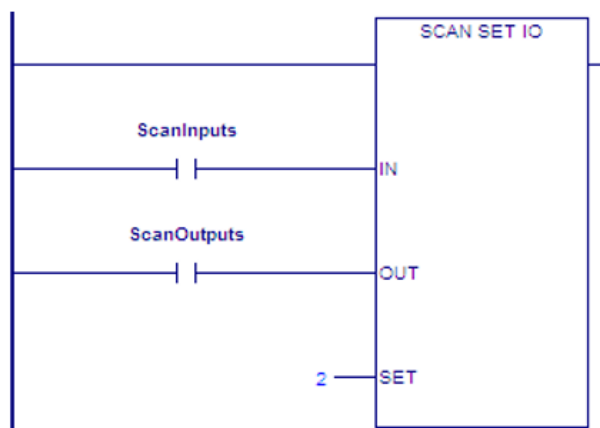 SCAN SET IO
ScanInputs
IN
ScanOutputs
OUT
2 SET